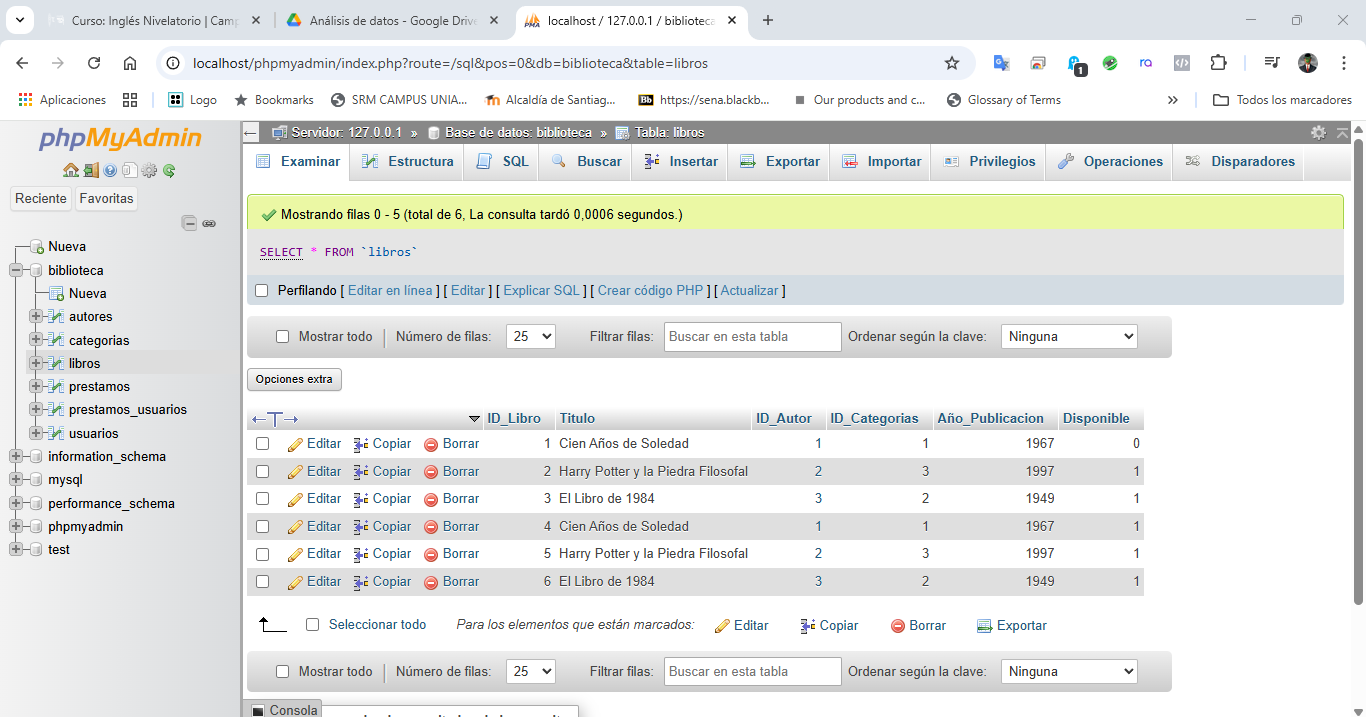 Curso: Inglés Nivelatorio | Cam
Análisis de datos - Google Drive
localhost / 127.0.0.1 / biblioteca
localhost/phpmyadmin/index.php?route=/sql&pos=0&db=biblioteca&table=libros
1
Aplicaciones
Logo
Bookmarks
SRM CAMPUS UNIA...
Alcaldía de Santiag...
Bb https://sena.blackb...
Our products and c...
Glossary of Terms
Todos los marcadores
phpMyAdmin
Reciente Favoritas
Nueva
biblioteca
Nueva
autores
categorias
libros
prestamos
prestamos_usuarios
usuarios
information_schema
mysql
performance_schema
phpmyadmin
test
Servidor: 127.0.0.1 » Base de datos: biblioteca » Tabla: libros
Examinar Estructura SQL Buscar Insertar Exportar Importar Privilegios Operaciones Disparadores
Mostrando filas 0 - 5 (total de 6, La consulta tardó 0,0006 segundos.)
SELECT * FROM `libros`
Perfilando [ Editar en línea ] [ Editar ] [ Explicar SQL ] [ Crear código PHP ] [ Actualizar ]
Mostrar todo Número de filas: 25 Filtrar filas: Buscar en esta tabla Ordenar según la clave: Ninguna
Opciones extra
ID_Libro Titulo ID_Autor ID_Categorias Año_Publicacion Disponible
Editar Copiar Borrar 1 Cien Años de Soledad 1 1 1967 0
Editar Copiar Borrar 2 Harry Potter y la Piedra Filosofal 2 3 1997 1
Editar Copiar Borrar 3 El Libro de 1984 3 2 1949 1
Editar Copiar Borrar 4 Cien Años de Soledad 1 1 1967 1
Editar Copiar Borrar 5 Harry Potter y la Piedra Filosofal 2 3 1997 1
Editar Copiar Borrar 6 El Libro de 1984 3 2 1949 1
Seleccionar todo Para los elementos que están marcados: Editar Copiar Borrar Exportar
Mostrar todo Número de filas: 25 Filtrar filas: Buscar en esta tabla Ordenar según la clave: Ninguna
Consola